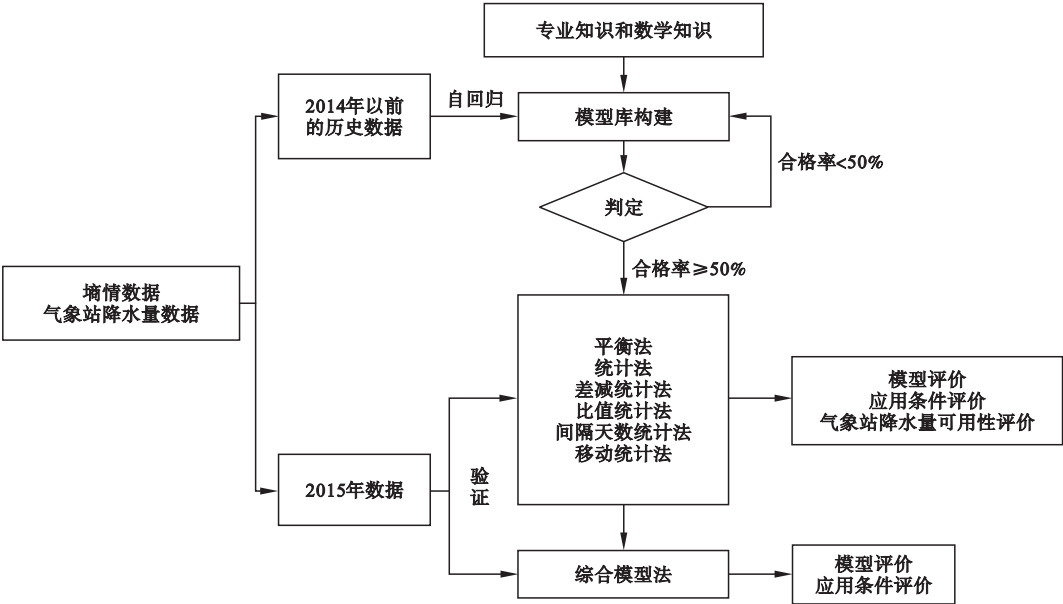 专业知识和数学知识
2014年以前
的历史数据
自回归
模型库构建
合格率<50%
判定
合格率≥50%
墒情数据
气象站降水量数据
平衡法
统计法
差减统计法
比值统计法
间隔天数统计法
移动统计法
模型评价
应用条件评价
气象站降水量可用性评价
2015年数据
验
证
综合模型法
模型评价
应用条件评价